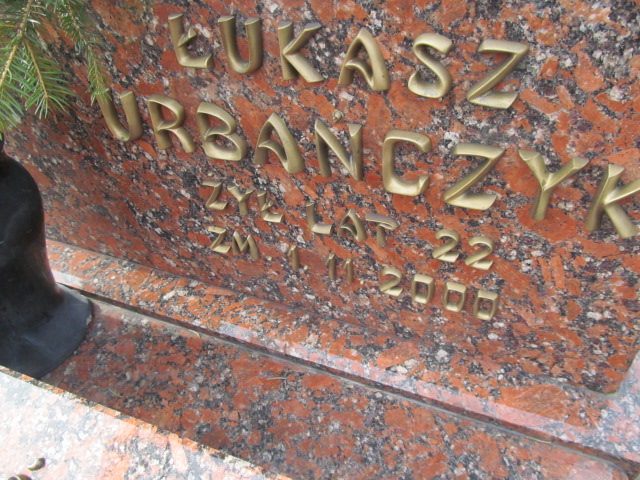 ŁUKASZ
URBAŃCZYK
ŻYŁ LAT 22
ZM 1 11 2000